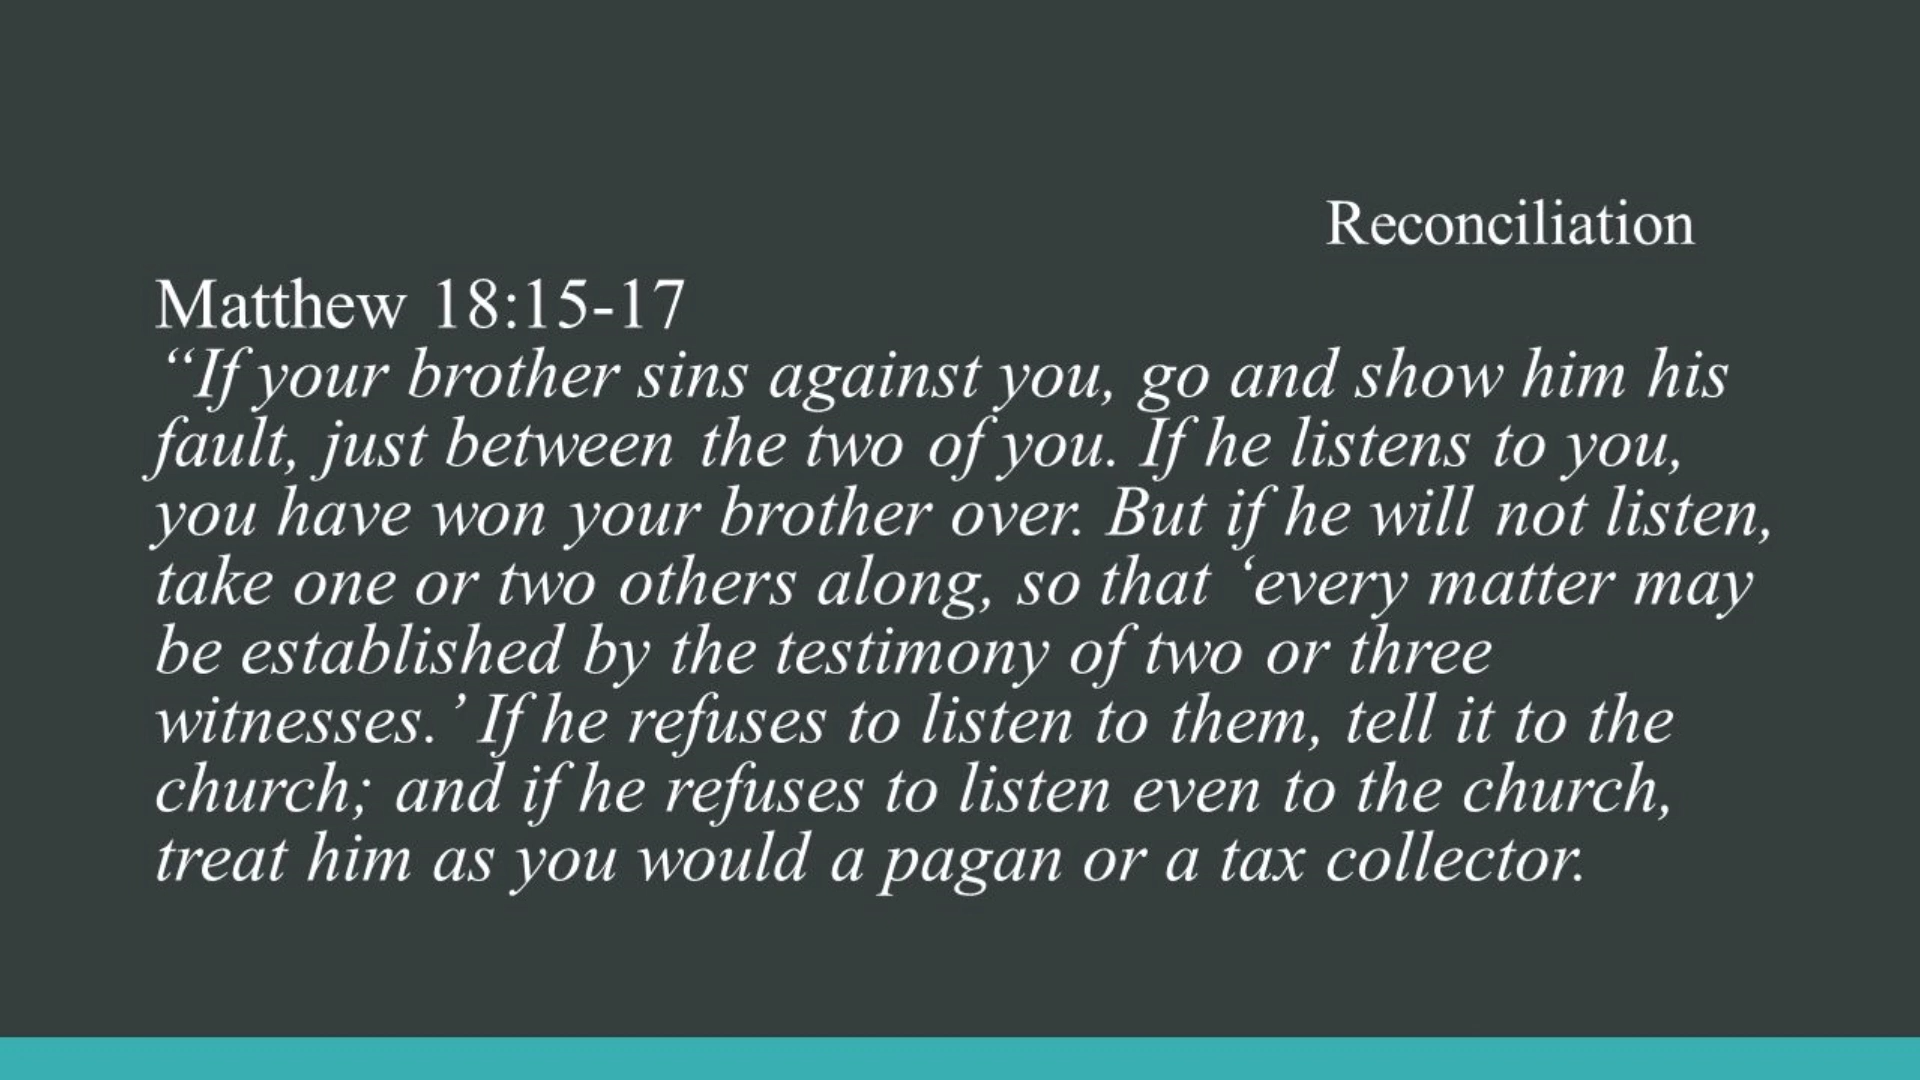 Reconciliation
Matthew 18:15-17
“If your brother sins against you, go and show him his
fault, just between the two of you. If he listens to you,
you have won your brother over. But if he will not listen,
take one or two others along, so that ‘every matter may
be established by the testimony of two or three
witnesses.’ If he refuses to listen to them, tell it to the
church; and if he refuses to listen even to the church,
treat him as you would a pagan or a tax collector.